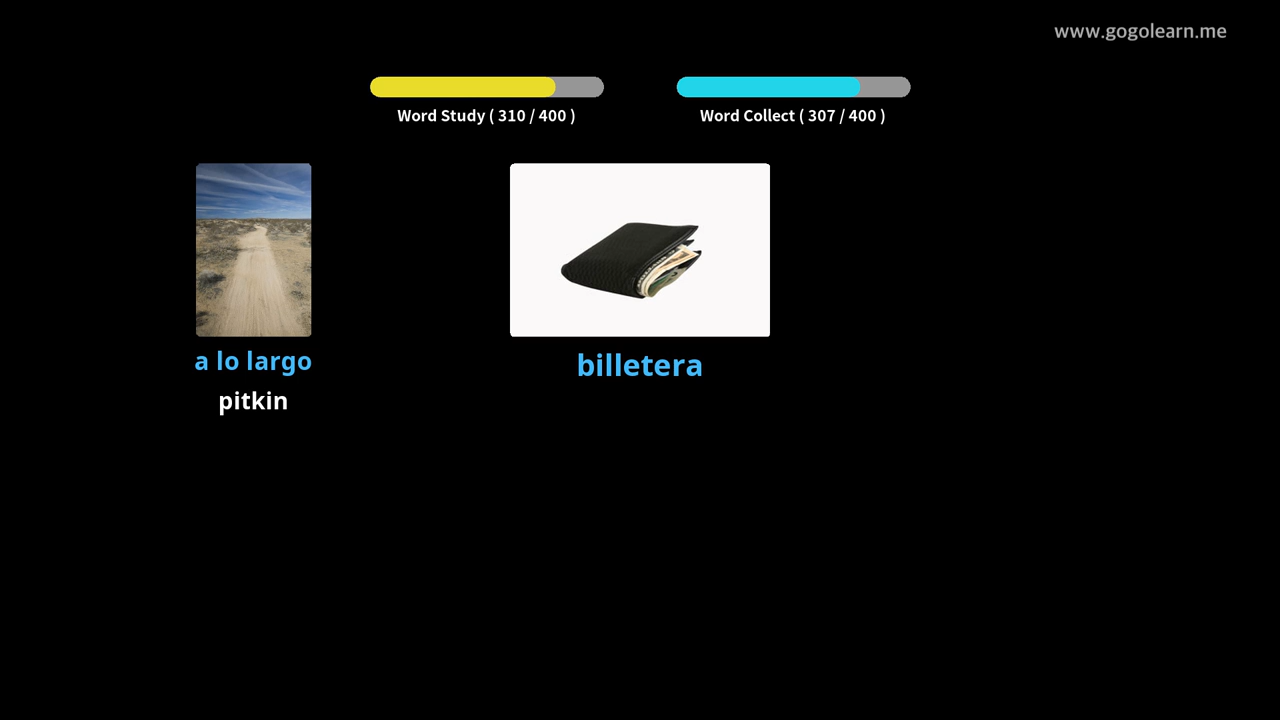 www.gogolearn.me
Word Study ( 310 / 400 )
Word Collect ( 307 / 400 )
a lo largo
pitkin
billetera